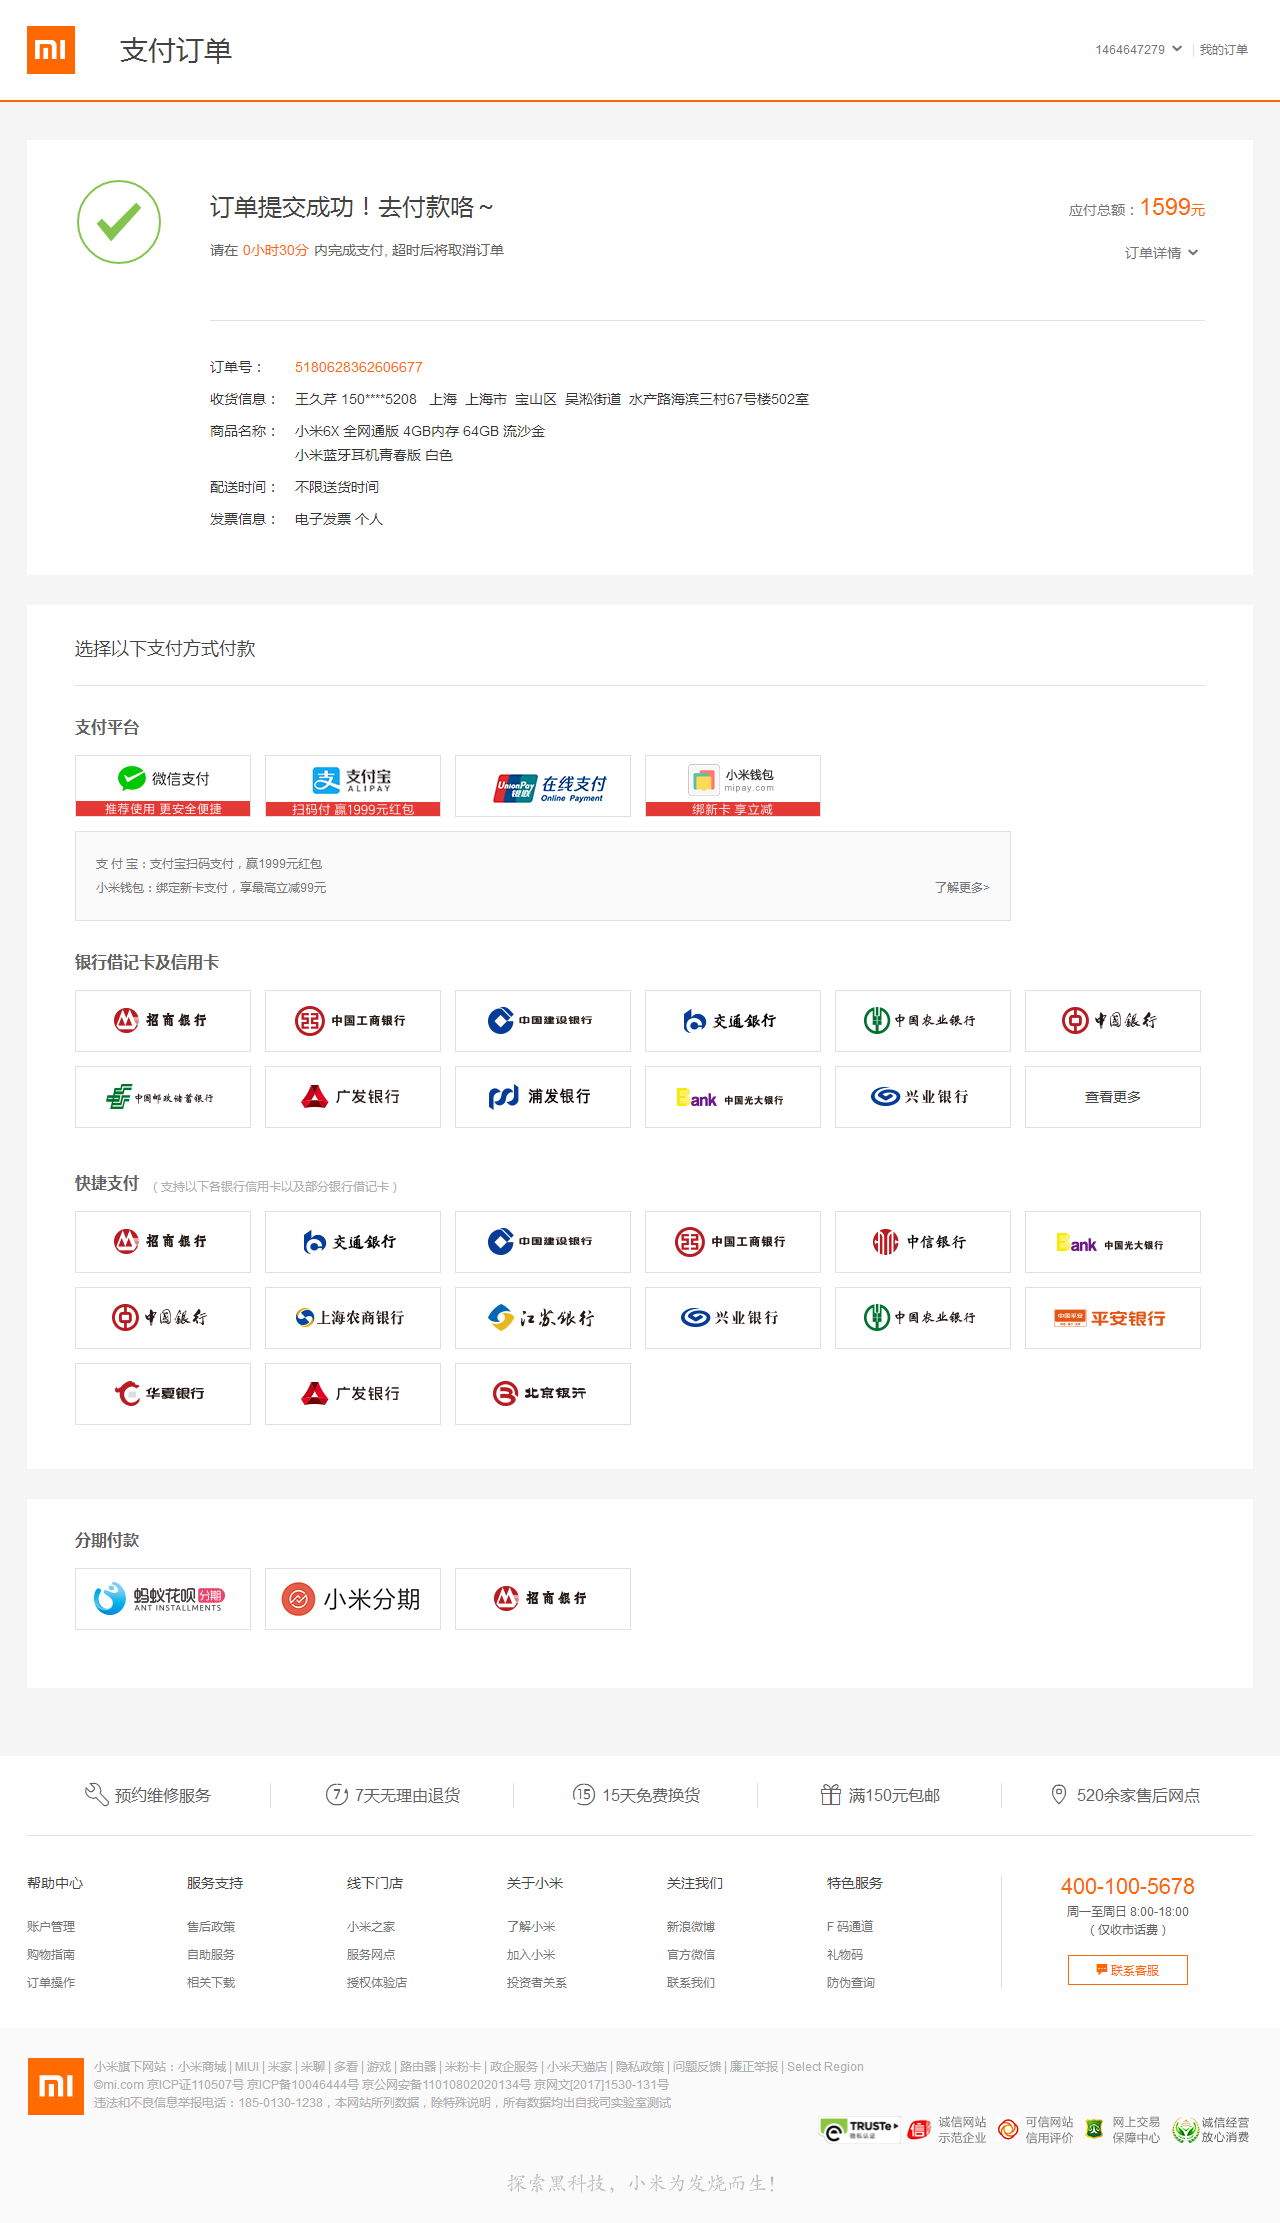 支付订单
1464647279 | 我的订单
订单提交成功！去付款咯～
应付总额：1599元
请在 0小时30分 内完成支付, 超时后将取消订单
订单详情
订单号： 5180628362606677
收货信息： 王久芹 150****5208 上海 上海市 宝山区 吴淞街道 水产路海滨三村67号楼502室
商品名称： 小米6X 全网通版 4GB内存 64GB 流沙金
小米蓝牙耳机青春版 白色
配送时间： 不限送货时间
发票信息： 电子发票 个人
选择以下支付方式付款
支付平台
微信支付 支付宝 ALIPAY UnionPay 银联 在线支付 Online Payment 小米钱包 mipay.com
推荐使用 更安全便捷 扫码付 赢1999元红包 绑新卡 享立减
支 付 宝：支付宝扫码支付，赢1999元红包
小米钱包：绑定新卡支付，享最高立减99元 了解更多>
银行借记卡及信用卡
招商银行 中国工商银行 中国建设银行 交通银行 中国农业银行 中国银行
中国邮政储蓄银行 广发银行 浦发银行 Bank 中国光大银行 兴业银行 查看更多
快捷支付 （支持以下各银行信用卡以及部分银行借记卡）
招商银行 交通银行 中国建设银行 中国工商银行 中信银行 Bank 中国光大银行
中国银行 上海农商银行 江苏银行 兴业银行 中国农业银行 中国平安 平安银行
华夏银行 广发银行 北京银行
分期付款
蚂蚁花呗 分期 ANT INSTALLMENTS 小米分期 招商银行
预约维修服务 7天无理由退货 15天免费换货 满150元包邮 520余家售后网点
帮助中心 服务支持 线下门店 关于小米 关注我们 特色服务 400-100-5678
周一至周日 8:00-18:00
账户管理 售后政策 小米之家 了解小米 新浪微博 F 码通道 （仅收市话费）
购物指南 自助服务 服务网点 加入小米 官方微信 礼物码
订单操作 相关下载 授权体验店 投资者关系 联系我们 防伪查询 联系客服
小米旗下网站：小米商城 | MIUI | 米家 | 米聊 | 多看 | 游戏 | 路由器 | 米粉卡 | 政企服务 | 小米天猫店 | 隐私政策 | 问题反馈 | 廉正举报 | Select Region
©mi.com 京ICP证110507号 京ICP备10046444号 京公网安备11010802020134号 京网文[2017]1530-131号
违法和不良信息举报电话：185-0130-1238，本网站所列数据，除特殊说明，所有数据均出自我司实验室测试
TRUSTe 隐私认证 诚信网站 示范企业 可信网站 信用评价 网上交易 保障中心 诚信经营 放心消费
探索黑科技，小米为发烧而生！